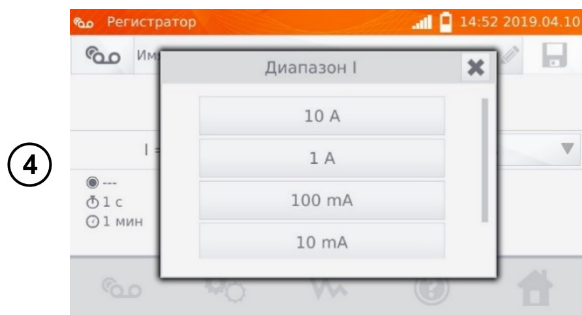 Регистратор 14:52 2019.04.10
Им
Диапазон I
10 A
I =
1 A
4
---
1 с
100 mA
1 мин
10 mA